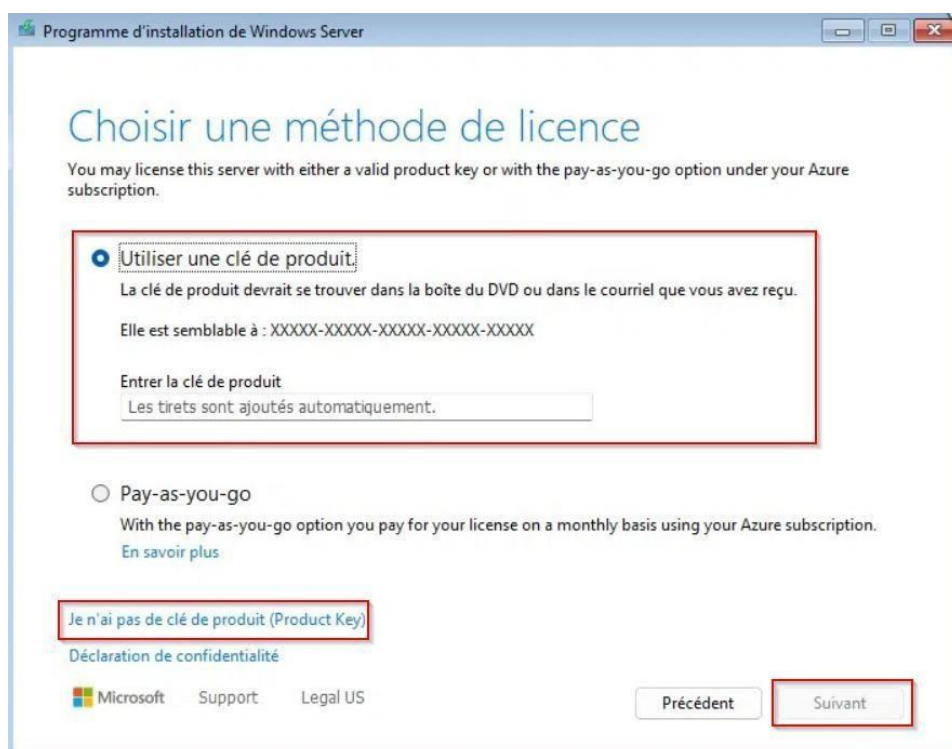 Programme d'installation de Windows Server
Choisir une méthode de licence
You may license this server with either a valid product key or with the pay-as-you-go option under your Azure
subscription.
Utiliser une clé de produit.
La clé de produit devrait se trouver dans la boîte du DVD ou dans le courriel que vous avez reçu.
Elle est semblable à : XXXXX-XXXXX-XXXXX-XXXXX-XXXXX
Entrer la clé de produit
Les tirets sont ajoutés automatiquement.
Pay-as-you-go
With the pay-as-you-go option you pay for your license on a monthly basis using your Azure subscription.
En savoir plus
Je n'ai pas de clé de produit (Product Key)
Déclaration de confidentialité
Microsoft Support Legal US
Précédent Suivant